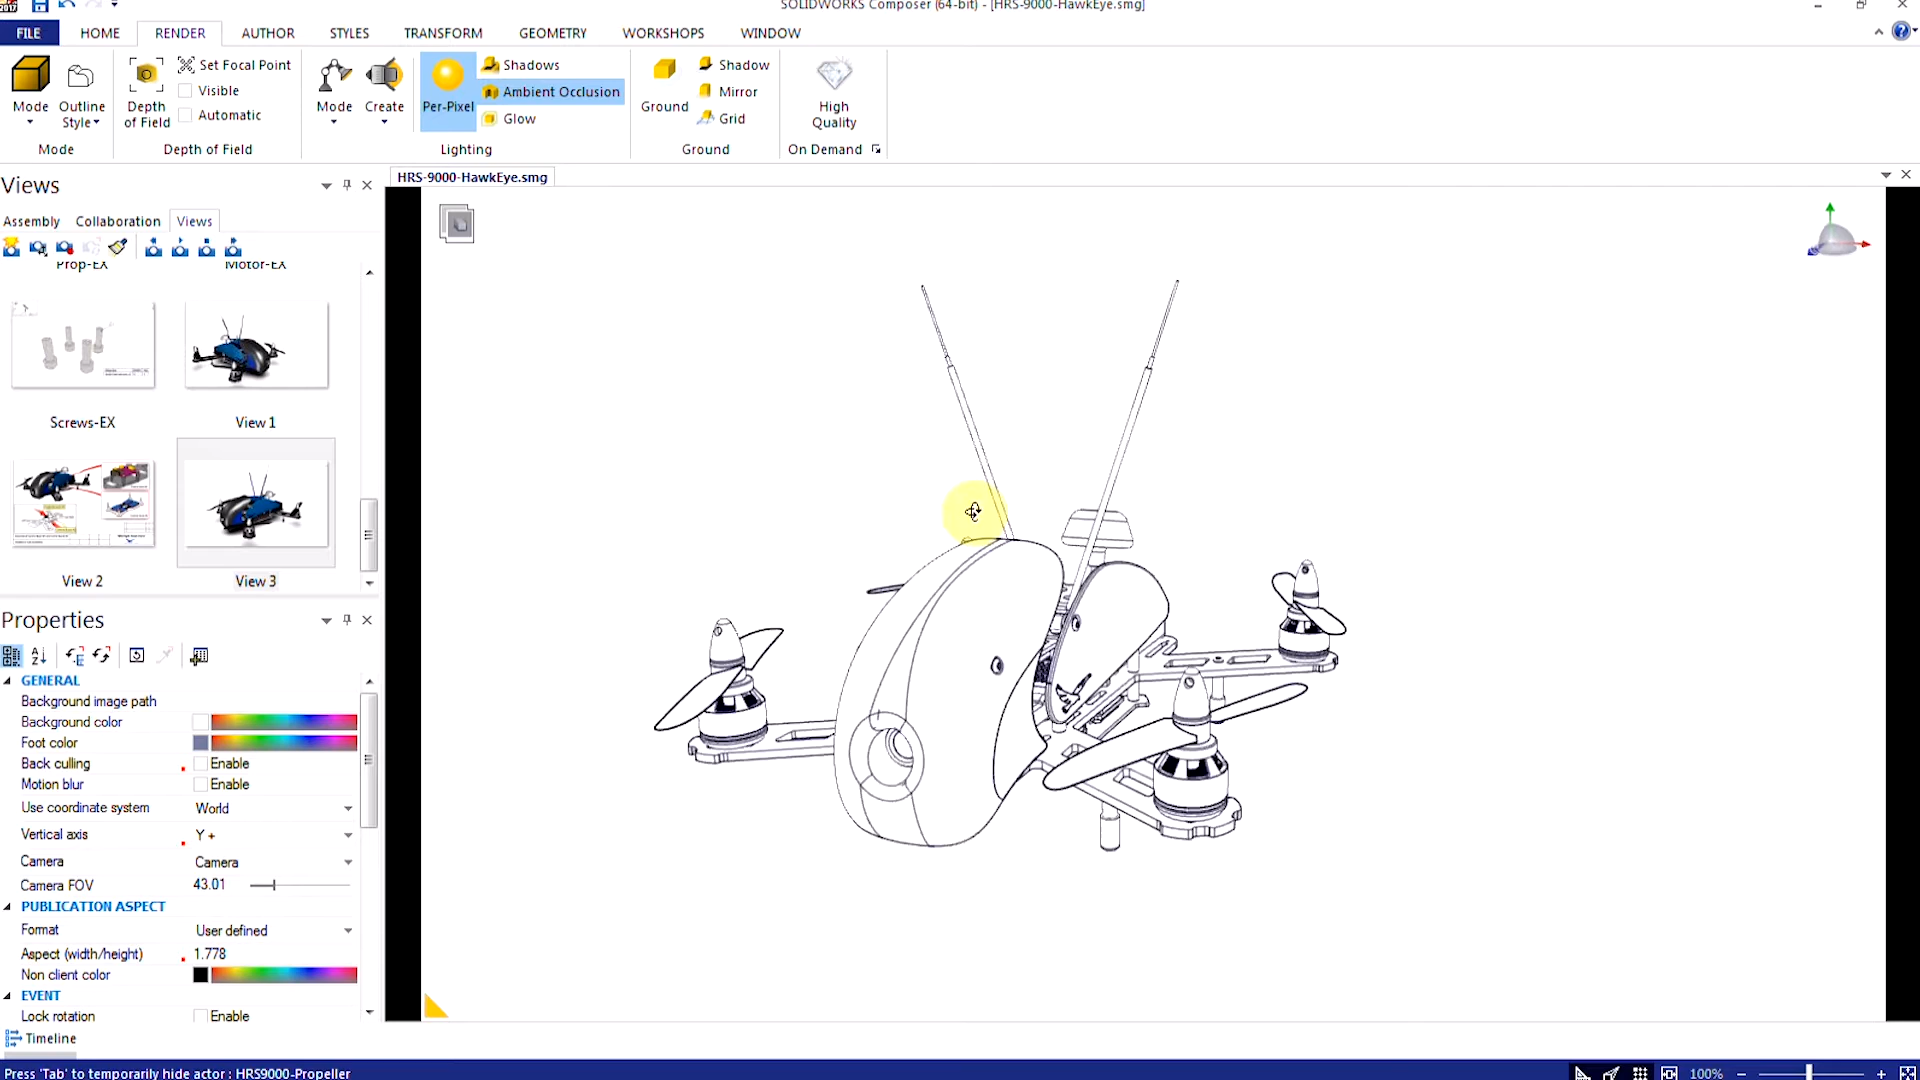 2017
SOLIDWORKS Composer (64-bit) - [HRS-9000-HawkEye.smg]
FILE HOME RENDER AUTHOR STYLES TRANSFORM GEOMETRY WORKSHOPS WINDOW
Set Focal Point Shadows Shadow
Visible Ambient Occlusion Mirror
Mode Outline Style Depth of Field Mode Create Per-Pixel Ground High Quality
Automatic Glow Grid
Mode Depth of Field Lighting Ground On Demand
Views
HRS-9000-HawkEye.smg
Assembly Collaboration Views
Prop-EX Motor-EX
Screws-EX View 1
View 2 View 3
Properties
GENERAL
Background image path
Background color
Foot color
Back culling Enable
Motion blur Enable
Use coordinate system World
Vertical axis Y +
Camera Camera
Camera FOV 43.01
PUBLICATION ASPECT
Format User defined
Aspect (width/height) 1.778
Non client color
EVENT
Lock rotation Enable
Timeline
Press 'Tab' to temporarily hide actor : HRS9000-Propeller 100%